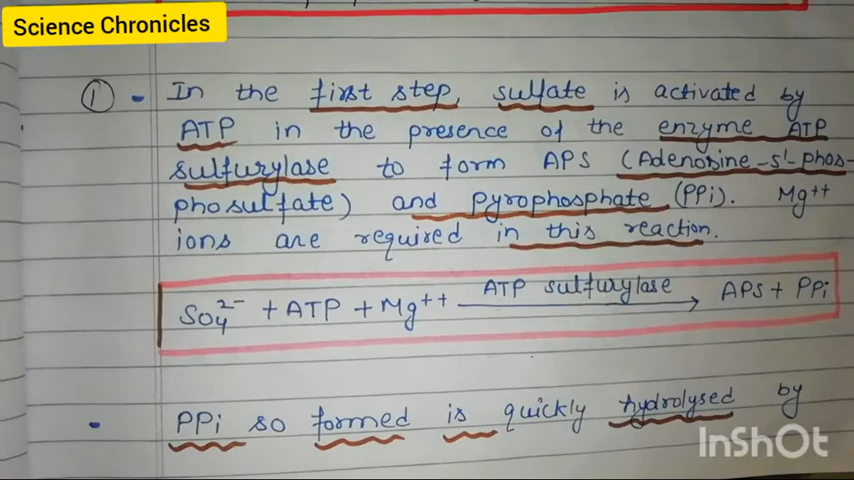 Science Chronicles
① - In the first step, sulfate is activated by
ATP in the presence of the enzyme ATP
sulfurylase to form APS (Adenosine-5'-phos-
phosulfate) and pyrophosphate (PPi). Mg++
ions are required in this reaction.
SO4^2- + ATP + Mg++ ATP sulfurylase → APS + PPi
- PPi so formed is quickly hydrolysed by
InShOt